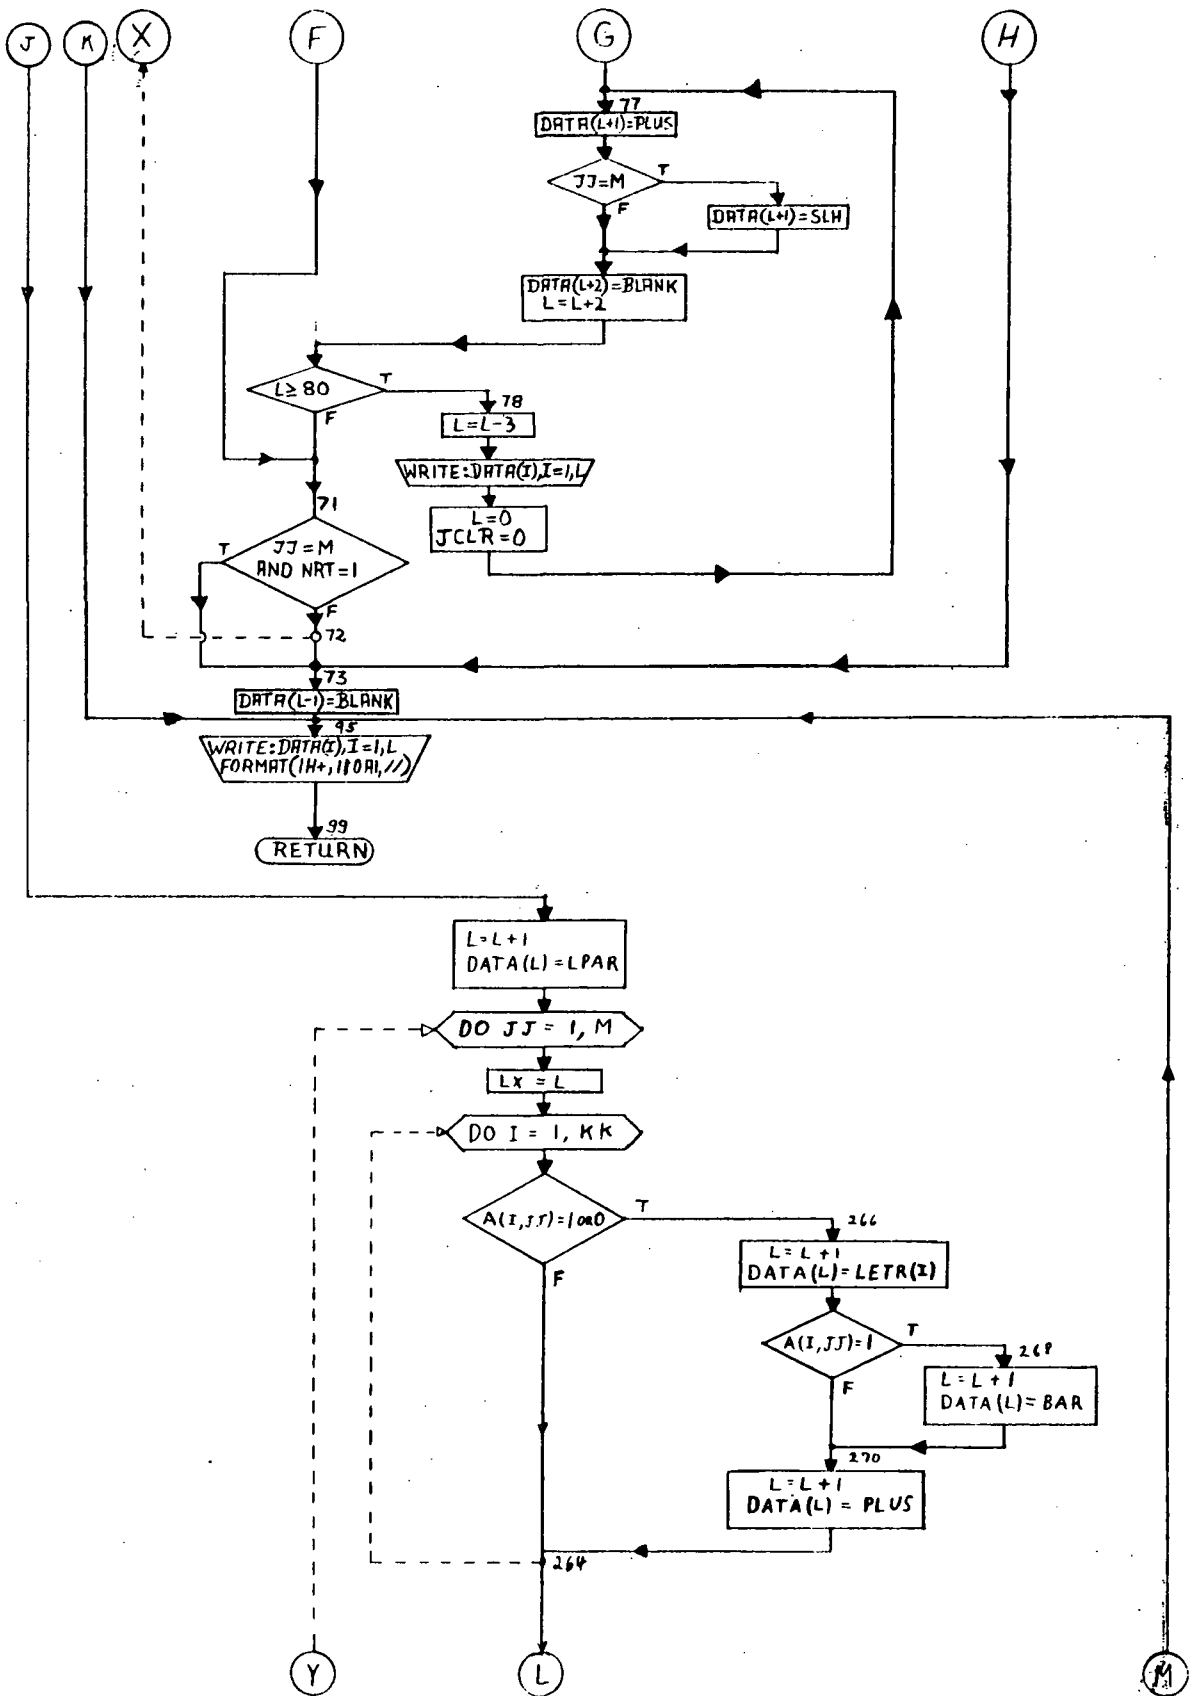 J K X F G H
77
DATA(L+1)=PLUS
JJ=M
T
F
DATA(L+1)=SLH
DATA(L+2)=BLANK
L=L+2
L≥80
T
F
78
L=L-3
WRITE:DATA(I),I=1,L
L=0
JCLR=0
71
JJ=M
AND NRT=1
T
F
72
73
DATA(L-1)=BLANK
95
WRITE:DATA(I),I=1,L
FORMAT(1H+,110A1,//)
99
RETURN
L=L+1
DATA(L)=LPAR
DO JJ = 1, M
LX = L
DO I = 1, KK
A(I,JJ)=1 OR 0
T
F
266
L=L+1
DATA(L)=LETR(I)
A(I,JJ)=1
T
F
268
L=L+1
DATA(L)=BAR
270
L=L+1
DATA(L)=PLUS
264
Y L M